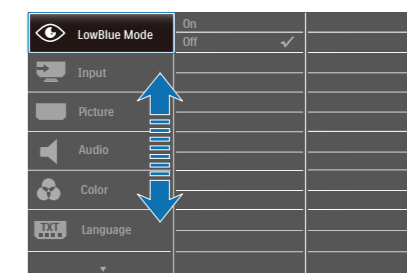 LowBlue Mode
On
Off
Input
Picture
Audio
Color
TXT
Language